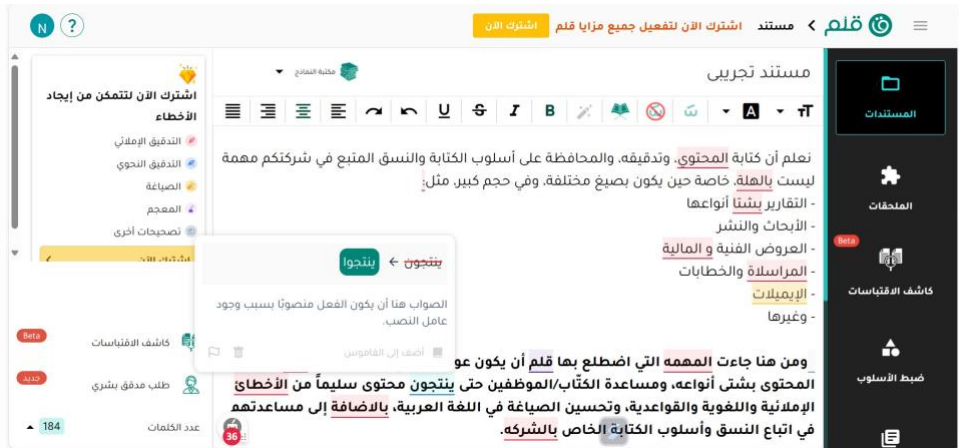 قلم
مستند
اشترك الآن لتفعيل جميع مزايا قلم
اشترك الآن
?
N
المستندات
الملحقات
Beta
كاشف الاقتباسات
ضبط الأسلوب
مستند تجريبي
مكتبة النماذج
نعلم أن كتابة المحتوي، وتدقيقه، والمحافظة على أسلوب الكتابة والنسق المتبع في شركتكم مهمة
ليست بالهلة، خاصة حين يكون بصيغ مختلفة، وفي حجم كبير، مثل:
- التقارير بشتا أنواعها
- الأبحاث والنشر
- العروض الفنية و المالية
- المراسلاة والخطابات
- الإيميلات
- وغيرها
ومن هنا جاءت المهمه التي اضطلع بها قلم أن يكون
المحتوى بشتى أنواعه، ومساعدة الكتّاب/الموظفين حتى ينتجون محتوى سليماً من الأخطائ
الإملائية واللغوية والقواعدية، وتحسين الصياغة في اللغة العربية، بالاضافة إلى مساعدتهم
في اتباع النسق وأسلوب الكتابة الخاص بالشركه.
36
ينتجون ← ينتجوا
الصواب هنا أن يكون الفعل منصوبًا بسبب وجود
عامل النصب.
أضف إلى القاموس
اشترك الآن لتتمكن من إيجاد
الأخطاء
التدقيق الإملائي
التدقيق النحوي
الصياغة
المعجم
تصحيحات أخرى
اشترك الآن
كاشف الاقتباسات
Beta
طلب مدقق بشري
جديد
عدد الكلمات
184